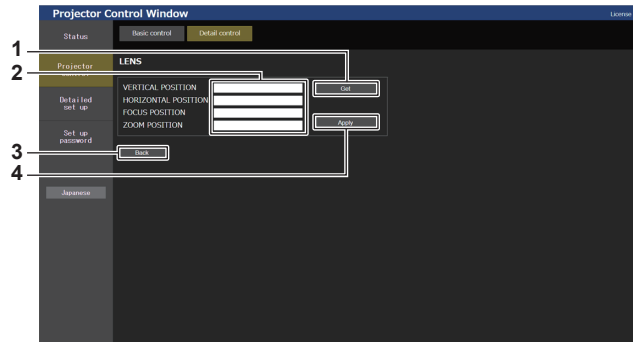 Projector Control Window
License
Status
Basic control
Detail control
1
2
LENS
Projector
control
VERTICAL POSITION
Get
HORIZONTAL POSITION
FOCUS POSITION
ZOOM POSITION
Apply
Detailed
set up
Set up
password
3
Back
4
Japanese